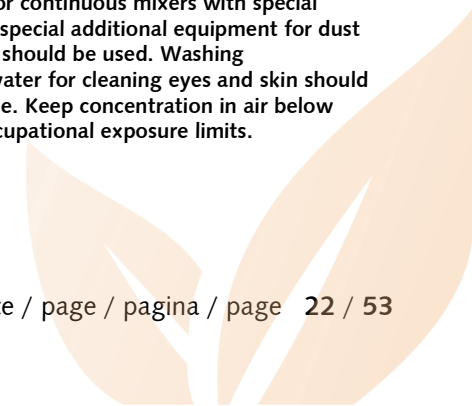 or continuous mixers with special
special additional equipment for dust
should be used. Washing
water for cleaning eyes and skin should
e. Keep concentration in air below
cupational exposure limits.
te / page / pagina / page 22 / 53